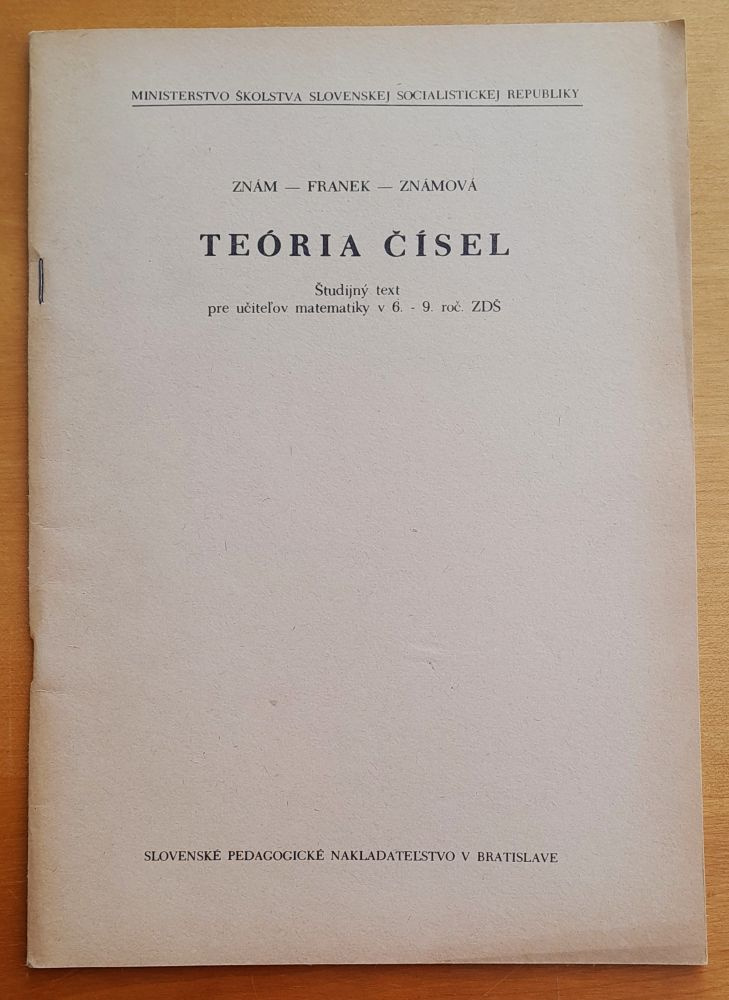 MINISTERSTVO ŠKOLSTVA SLOVENSKEJ SOCIALISTICKEJ REPUBLIKY
ZNÁM — FRANEK — ZNÁMOVÁ
TEÓRIA ČÍSEL
Študijný text
pre učiteľov matematiky v 6. - 9. roč. ZDŠ
SLOVENSKÉ PEDAGOGICKÉ NAKLADATEĽSTVO V BRATISLAVE